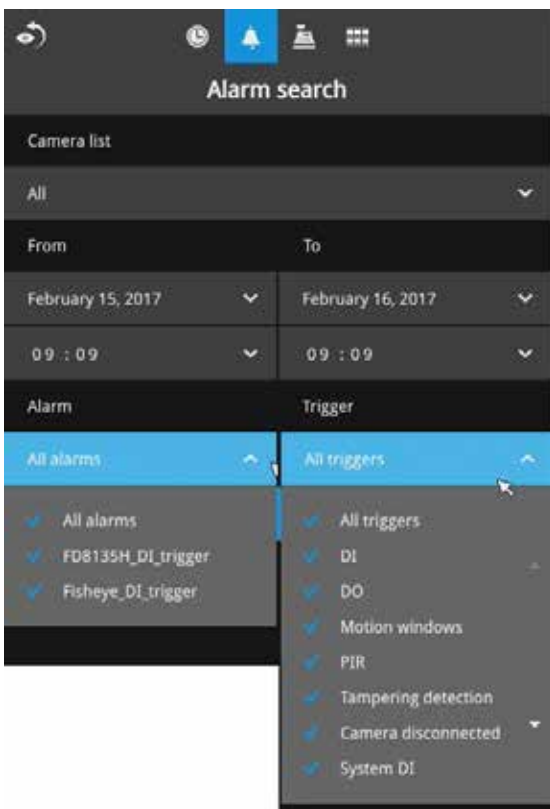 Alarm search
Camera list
All
From To
February 15, 2017 February 16, 2017
09 : 09 09 : 09
Alarm Trigger
All alarms All triggers
All alarms
FD8135H_DI_trigger
Fisheye_DI_trigger
All triggers
DI
DO
Motion windows
PIR
Tampering detection
Camera disconnected
System DI